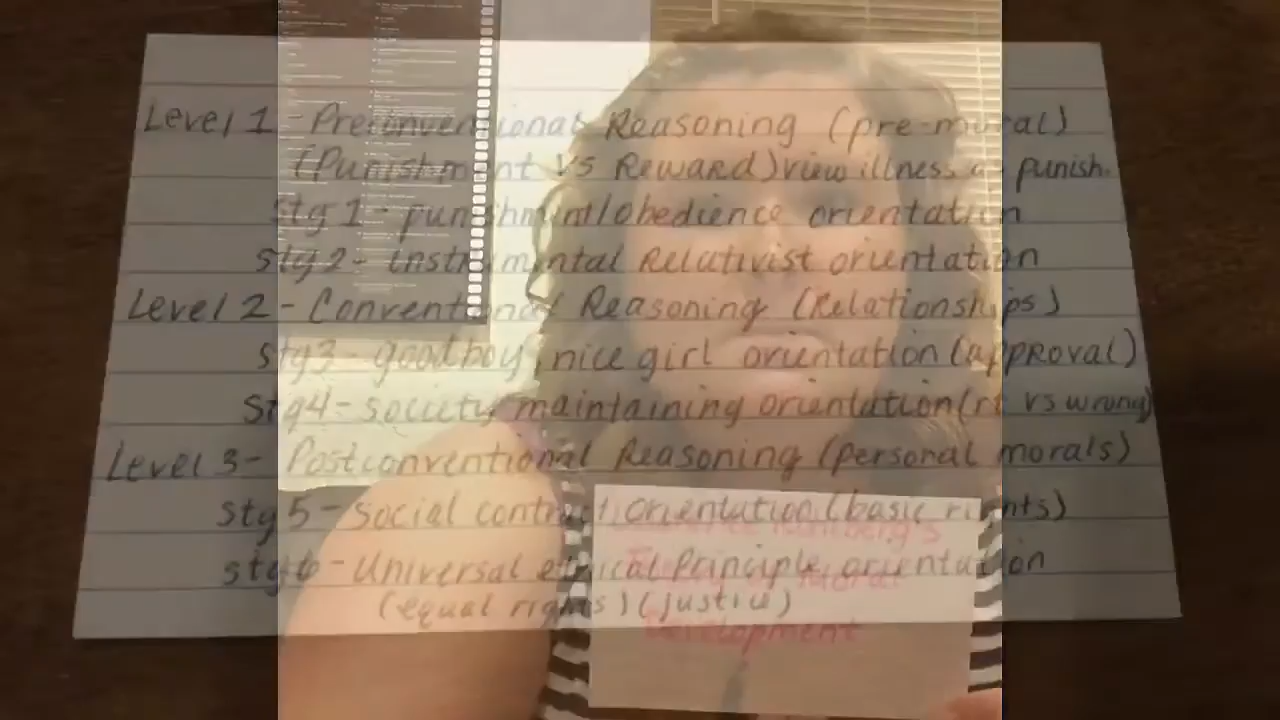 Level 1 - Preconventional Reasoning (pre-moral)
(Punishment vs Reward) view illness as punish.
Stg 1 - punishment/obedience orientation
Stg 2 - instrumental Relativist orientation
Level 2 - Conventional Reasoning (Relationships)
Stg 3 - good boy, nice girl orientation (approval)
Stg 4 - society maintaining orientation (rt vs wrong)
Level 3 - Postconventional Reasoning (personal morals)
Stg 5 - social contract orientation (basic rights)
Stg 6 - Universal ethical Principle orientation
(equal rights) (justice)
Lawrence Kohlberg's
Theory of Moral
Development